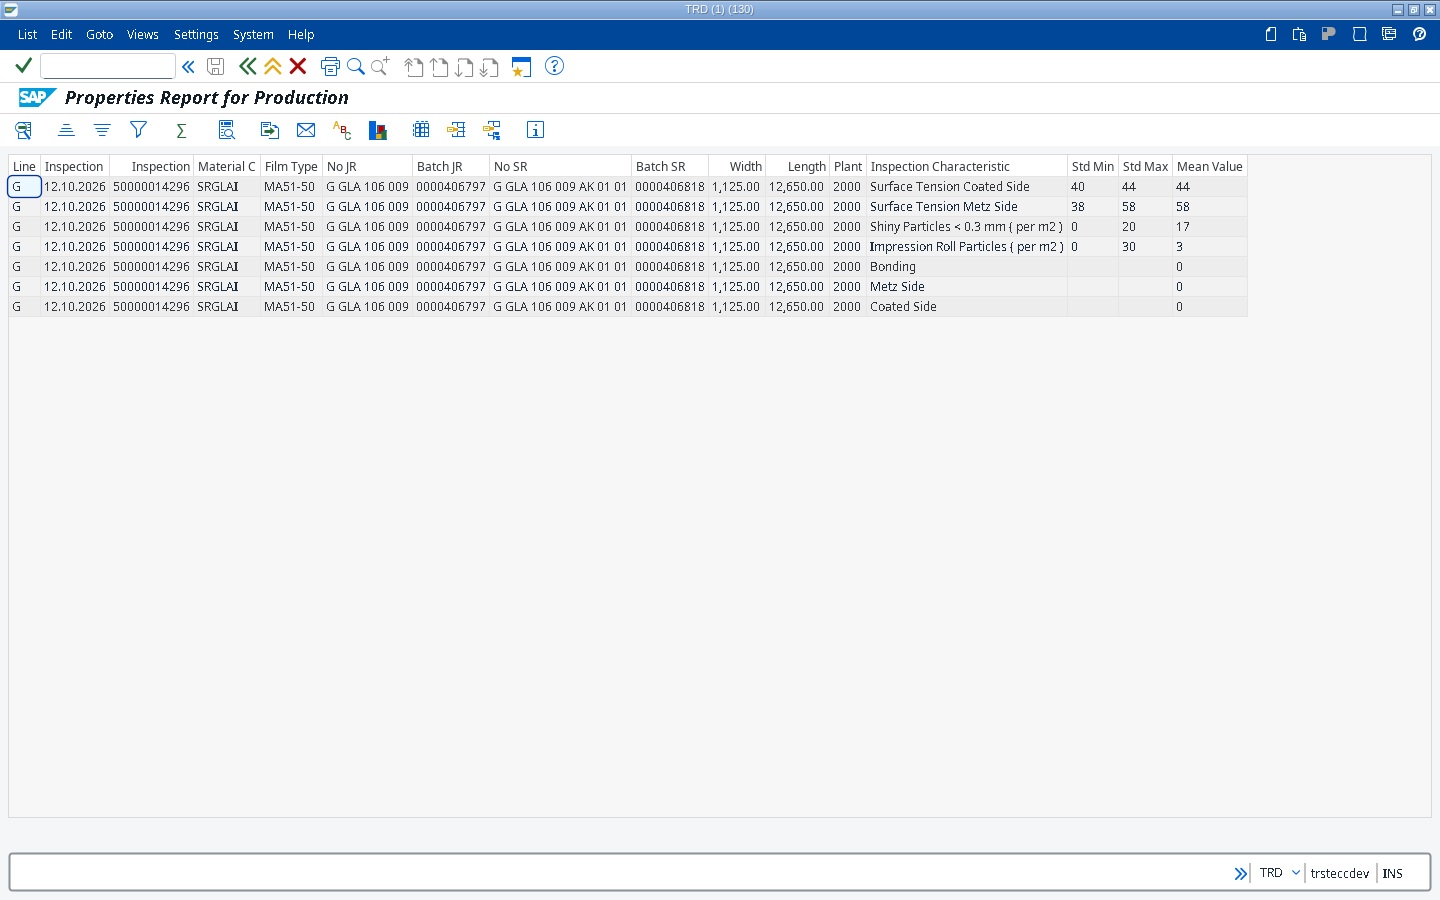 TRD (1) (130)
List Edit Goto Views Settings System Help
SAP Properties Report for Production
Line Inspection Inspection Material C Film Type No JR Batch JR No SR Batch SR Width Length Plant Inspection Characteristic Std Min Std Max Mean Value
G 12.10.2026 50000014296 SRGLAI MA51-50 G GLA 106 009 0000406797 G GLA 106 009 AK 01 01 0000406818 1,125.00 12,650.00 2000 Surface Tension Coated Side 40 44 44
G 12.10.2026 50000014296 SRGLAI MA51-50 G GLA 106 009 0000406797 G GLA 106 009 AK 01 01 0000406818 1,125.00 12,650.00 2000 Surface Tension Metz Side 38 58 58
G 12.10.2026 50000014296 SRGLAI MA51-50 G GLA 106 009 0000406797 G GLA 106 009 AK 01 01 0000406818 1,125.00 12,650.00 2000 Shiny Particles < 0.3 mm ( per m2 ) 0 20 17
G 12.10.2026 50000014296 SRGLAI MA51-50 G GLA 106 009 0000406797 G GLA 106 009 AK 01 01 0000406818 1,125.00 12,650.00 2000 Impression Roll Particles ( per m2 ) 0 30 3
G 12.10.2026 50000014296 SRGLAI MA51-50 G GLA 106 009 0000406797 G GLA 106 009 AK 01 01 0000406818 1,125.00 12,650.00 2000 Bonding 0
G 12.10.2026 50000014296 SRGLAI MA51-50 G GLA 106 009 0000406797 G GLA 106 009 AK 01 01 0000406818 1,125.00 12,650.00 2000 Metz Side 0
G 12.10.2026 50000014296 SRGLAI MA51-50 G GLA 106 009 0000406797 G GLA 106 009 AK 01 01 0000406818 1,125.00 12,650.00 2000 Coated Side 0
TRD trsteccdev INS